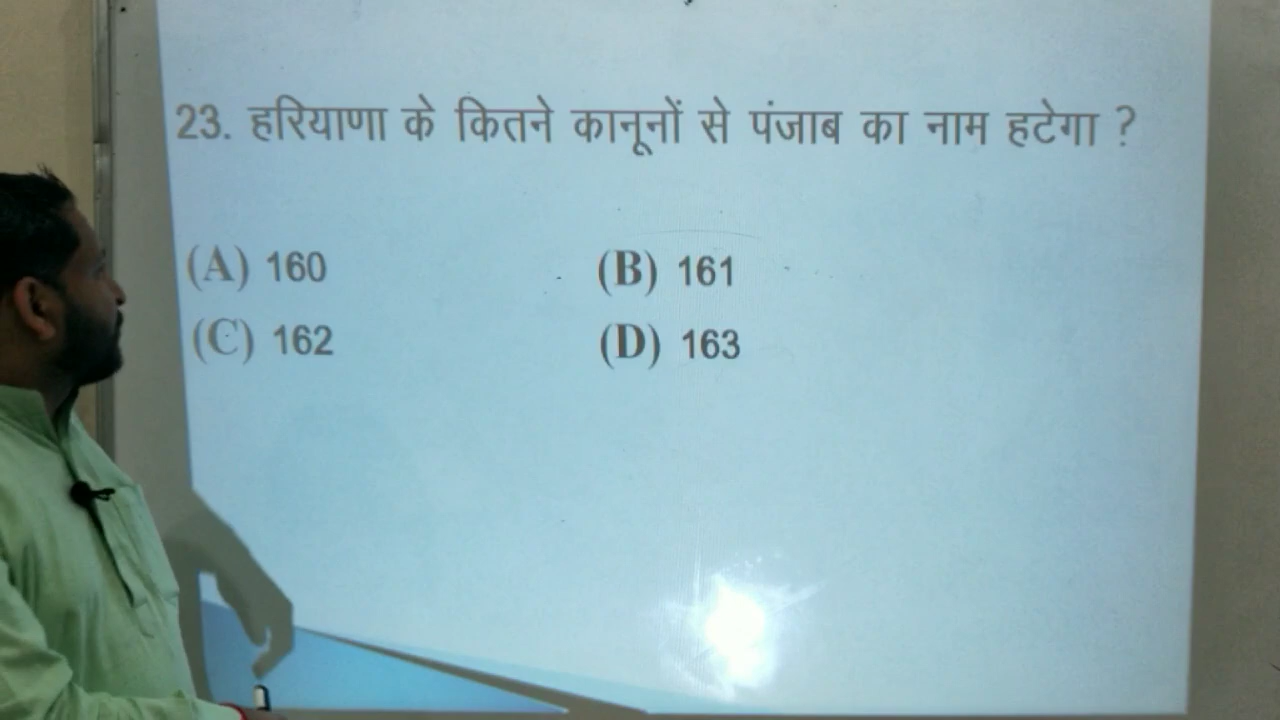 23. हरियाणा के कितने कानूनों से पंजाब का नाम हटेगा ?
(A) 160 (B) 161
(C) 162 (D) 163